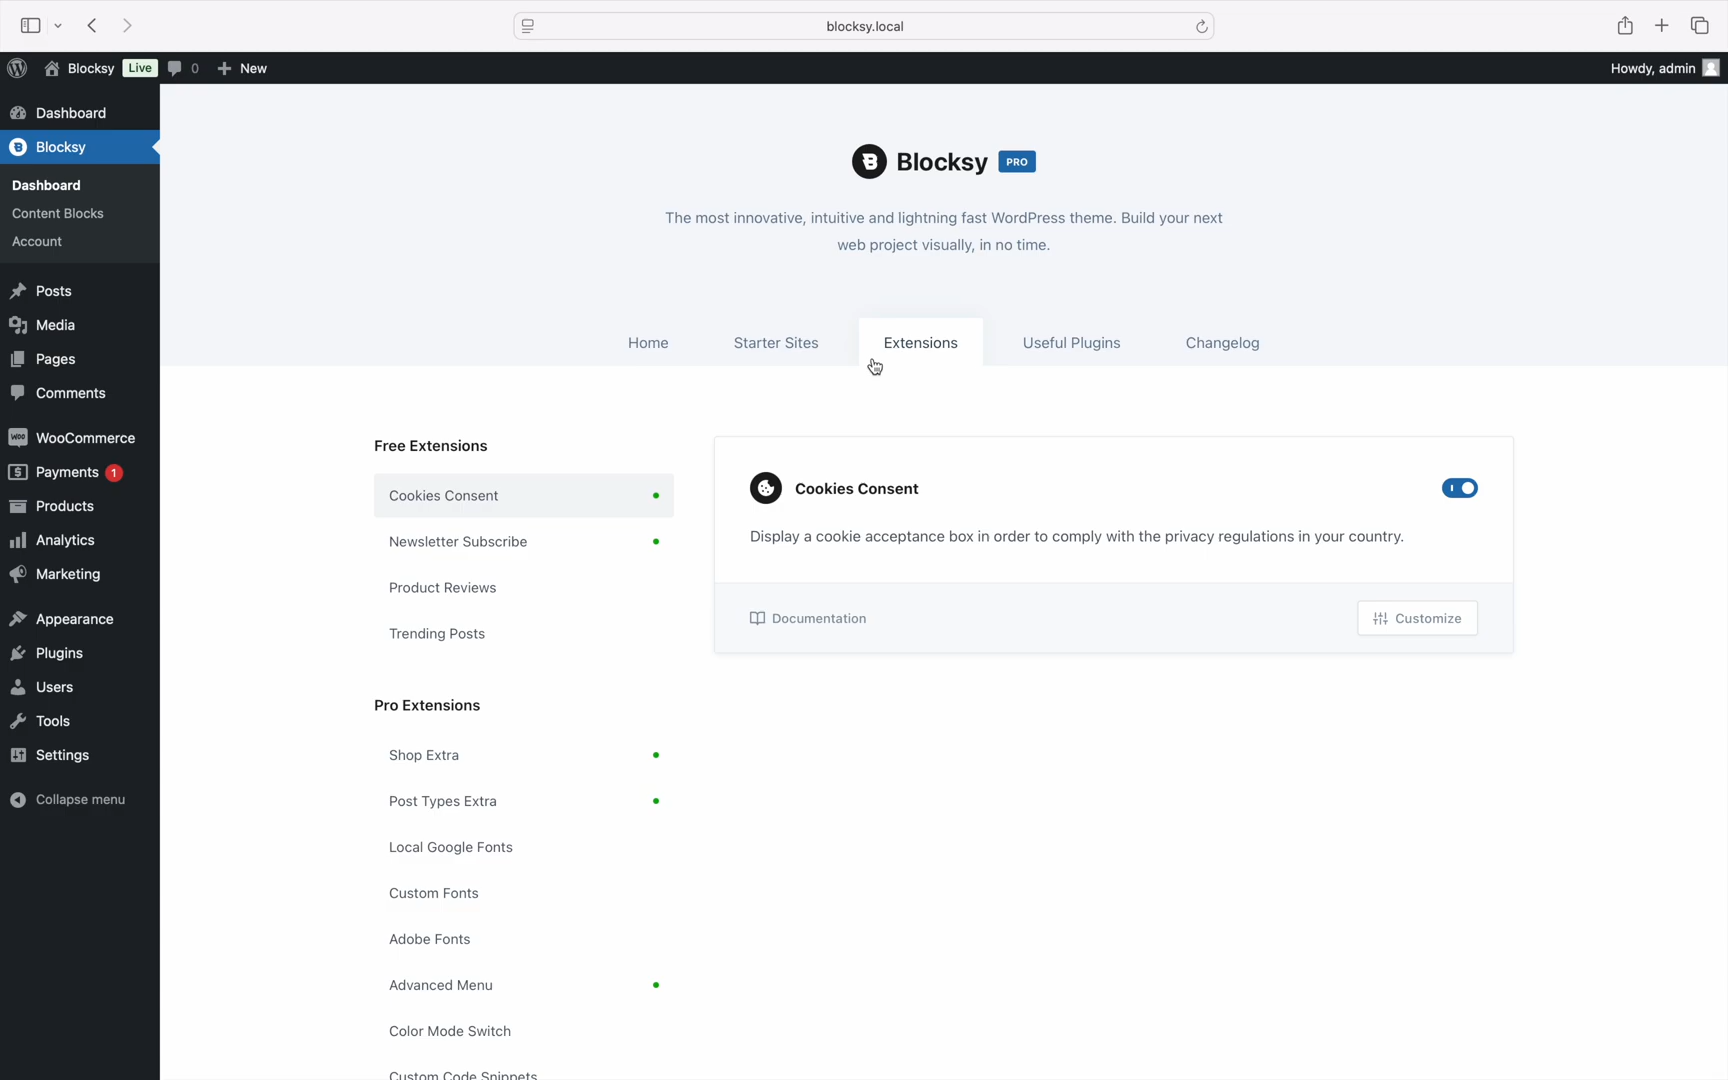 blocksy.local
Blocksy Live 0 New
Howdy, admin
Dashboard
Blocksy
Dashboard
Content Blocks
Account
Posts
Media
Pages
Comments
WooCommerce
Payments 1
Products
Analytics
Marketing
Appearance
Plugins
Users
Tools
Settings
Collapse menu
Blocksy PRO
The most innovative, intuitive and lightning fast WordPress theme. Build your next
web project visually, in no time.
Home Starter Sites Extensions Useful Plugins Changelog
Free Extensions
Cookies Consent
Newsletter Subscribe
Product Reviews
Trending Posts
Pro Extensions
Shop Extra
Post Types Extra
Local Google Fonts
Custom Fonts
Adobe Fonts
Advanced Menu
Color Mode Switch
Custom Code Snippets
Cookies Consent
Display a cookie acceptance box in order to comply with the privacy regulations in your country.
Documentation
Customize